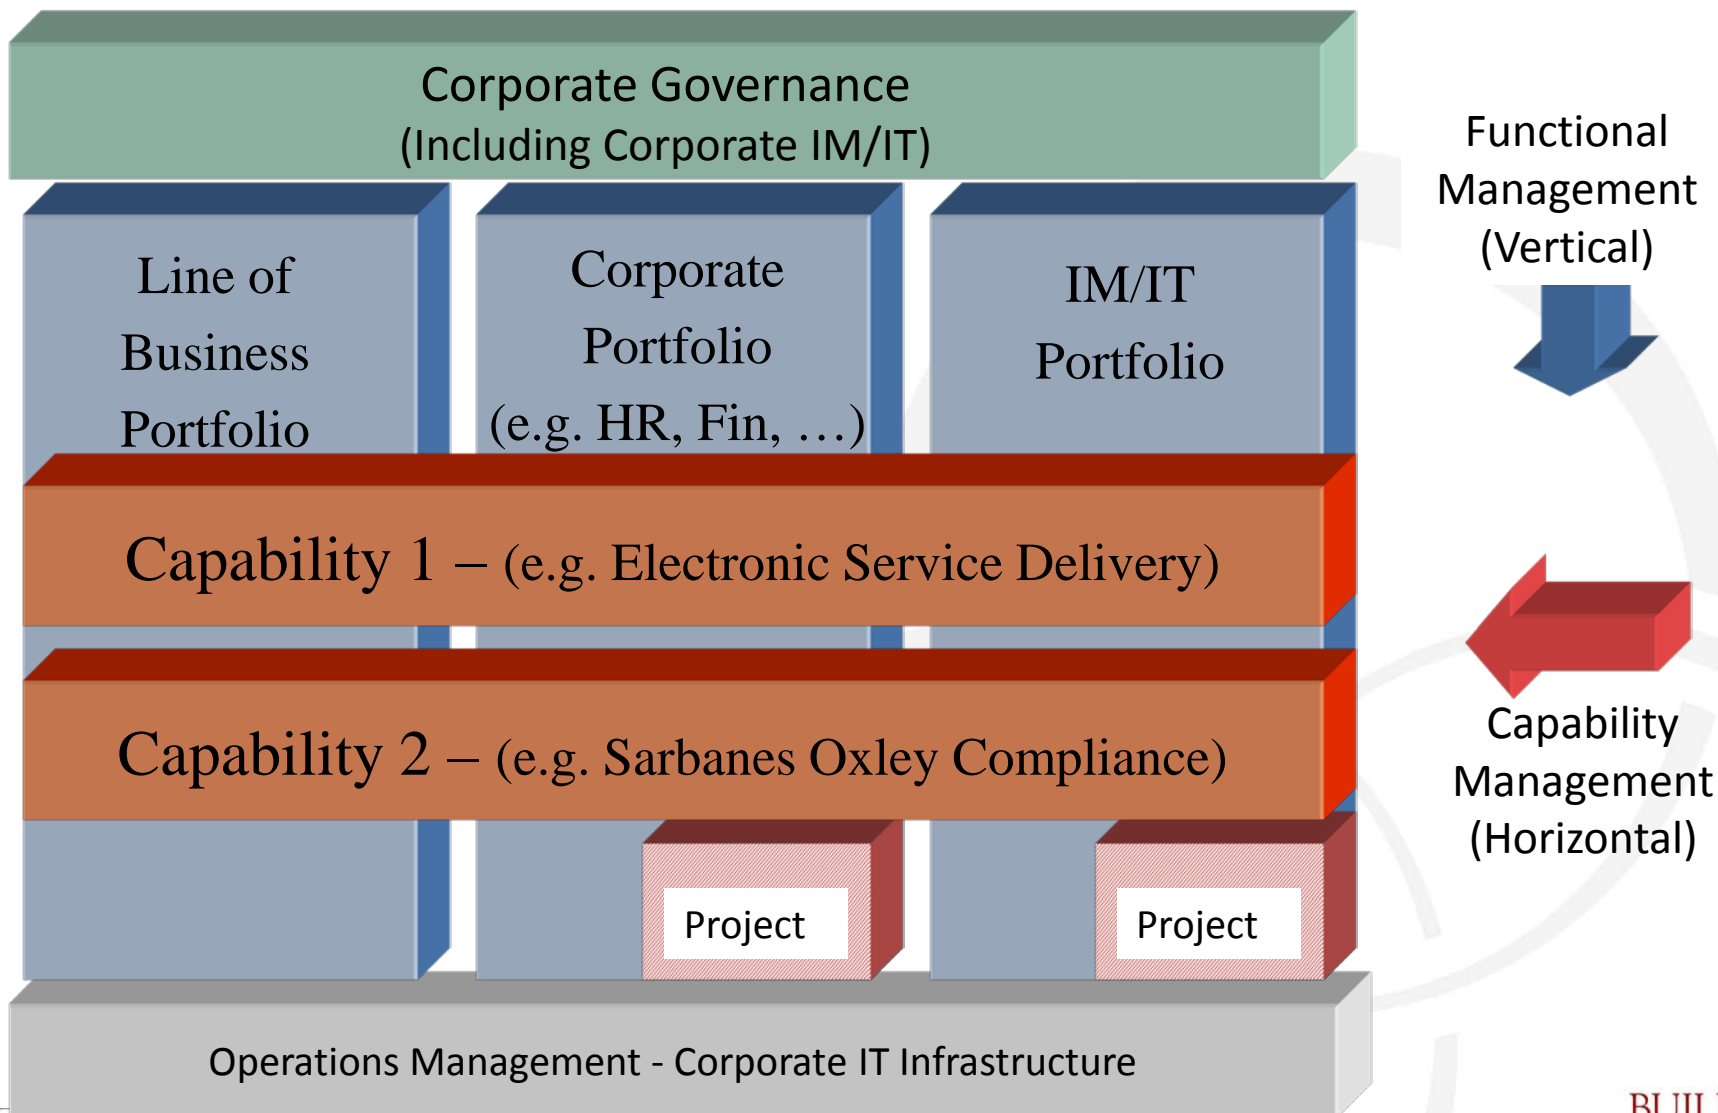 Corporate Governance
(Including Corporate IM/IT)
Functional
Management
(Vertical)
Line of
Business
Portfolio
Corporate
Portfolio
(e.g. HR, Fin, …)
IM/IT
Portfolio
Capability 1 – (e.g. Electronic Service Delivery)
Capability 2 – (e.g. Sarbanes Oxley Compliance)
Capability
Management
(Horizontal)
Project
Project
Operations Management - Corporate IT Infrastructure